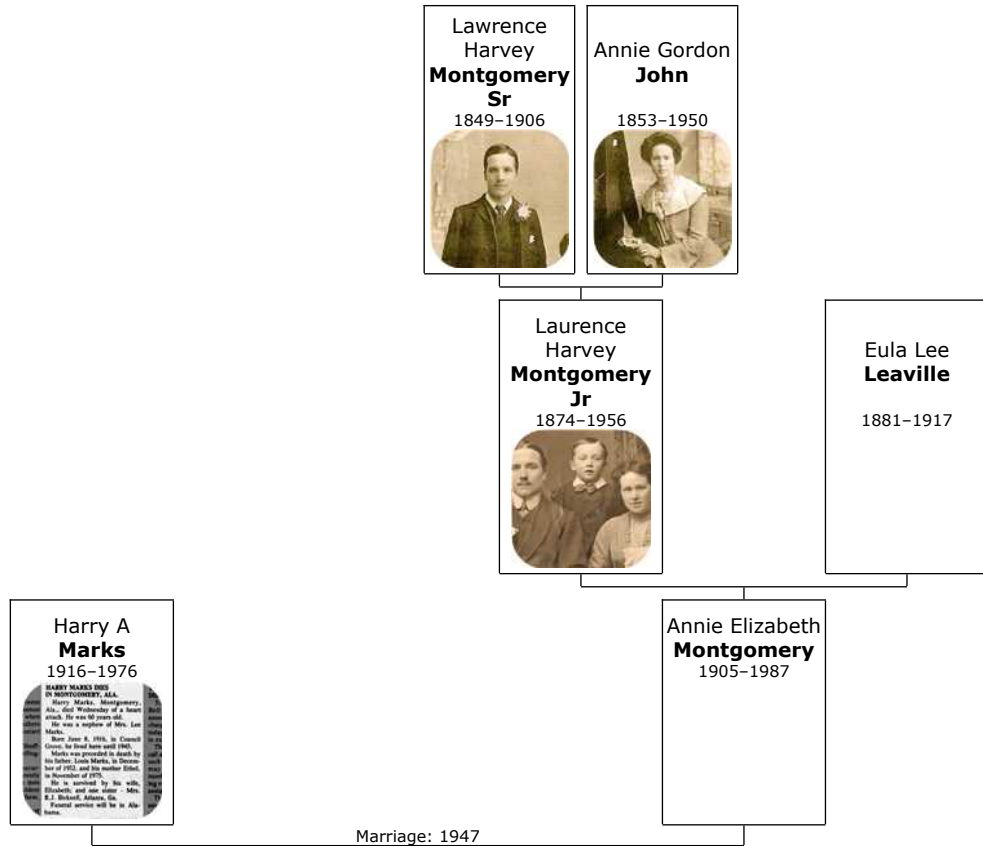 Lawrence
Harvey
Montgomery
Sr
1849–1906
Annie Gordon
John
1853–1950
Laurence
Harvey
Montgomery
Jr
1874–1956
Eula Lee
Leaville
1881–1917
Harry A
Marks
1916–1976
HARRY MARKS DIES
IN MONTGOMERY, ALA.
Harry Marks, Montgomery,
Ala., died Wednesday of a heart
attack. He was 60 years old.
He was a nephew of Mrs. Lee
Marks.
Born June 8, 1916, in Council
Grove, he lived here until 1945.
Marks was preceded in death by
his father, Louis Marks, in Decem-
ber of 1952, and his mother Ethel,
in November of 1975.
He is survived by his wife,
Elizabeth; and one sister - Mrs.
R.J. Bicknell, Atlanta, Ga.
Funeral service will be in Ala-
bama.
Annie Elizabeth
Montgomery
1905–1987
Marriage: 1947